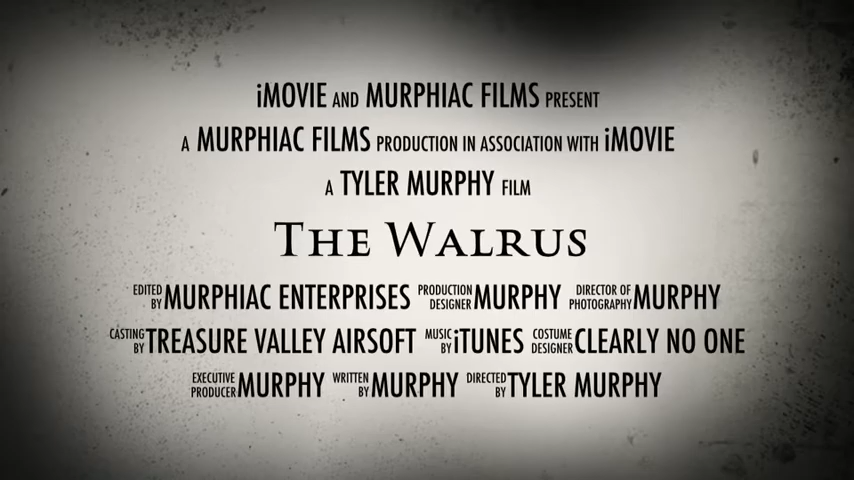 iMOVIE AND MURPHIAC FILMS PRESENT
A MURPHIAC FILMS PRODUCTION IN ASSOCIATION WITH iMOVIE
A TYLER MURPHY FILM
THE WALRUS
EDITED BY MURPHIAC ENTERPRISES PRODUCTION DESIGNER MURPHY DIRECTOR OF PHOTOGRAPHY MURPHY
CASTING BY TREASURE VALLEY AIRSOFT MUSIC BY iTUNES COSTUME DESIGNER CLEARLY NO ONE
EXECUTIVE PRODUCER MURPHY WRITTEN BY MURPHY DIRECTED BY TYLER MURPHY